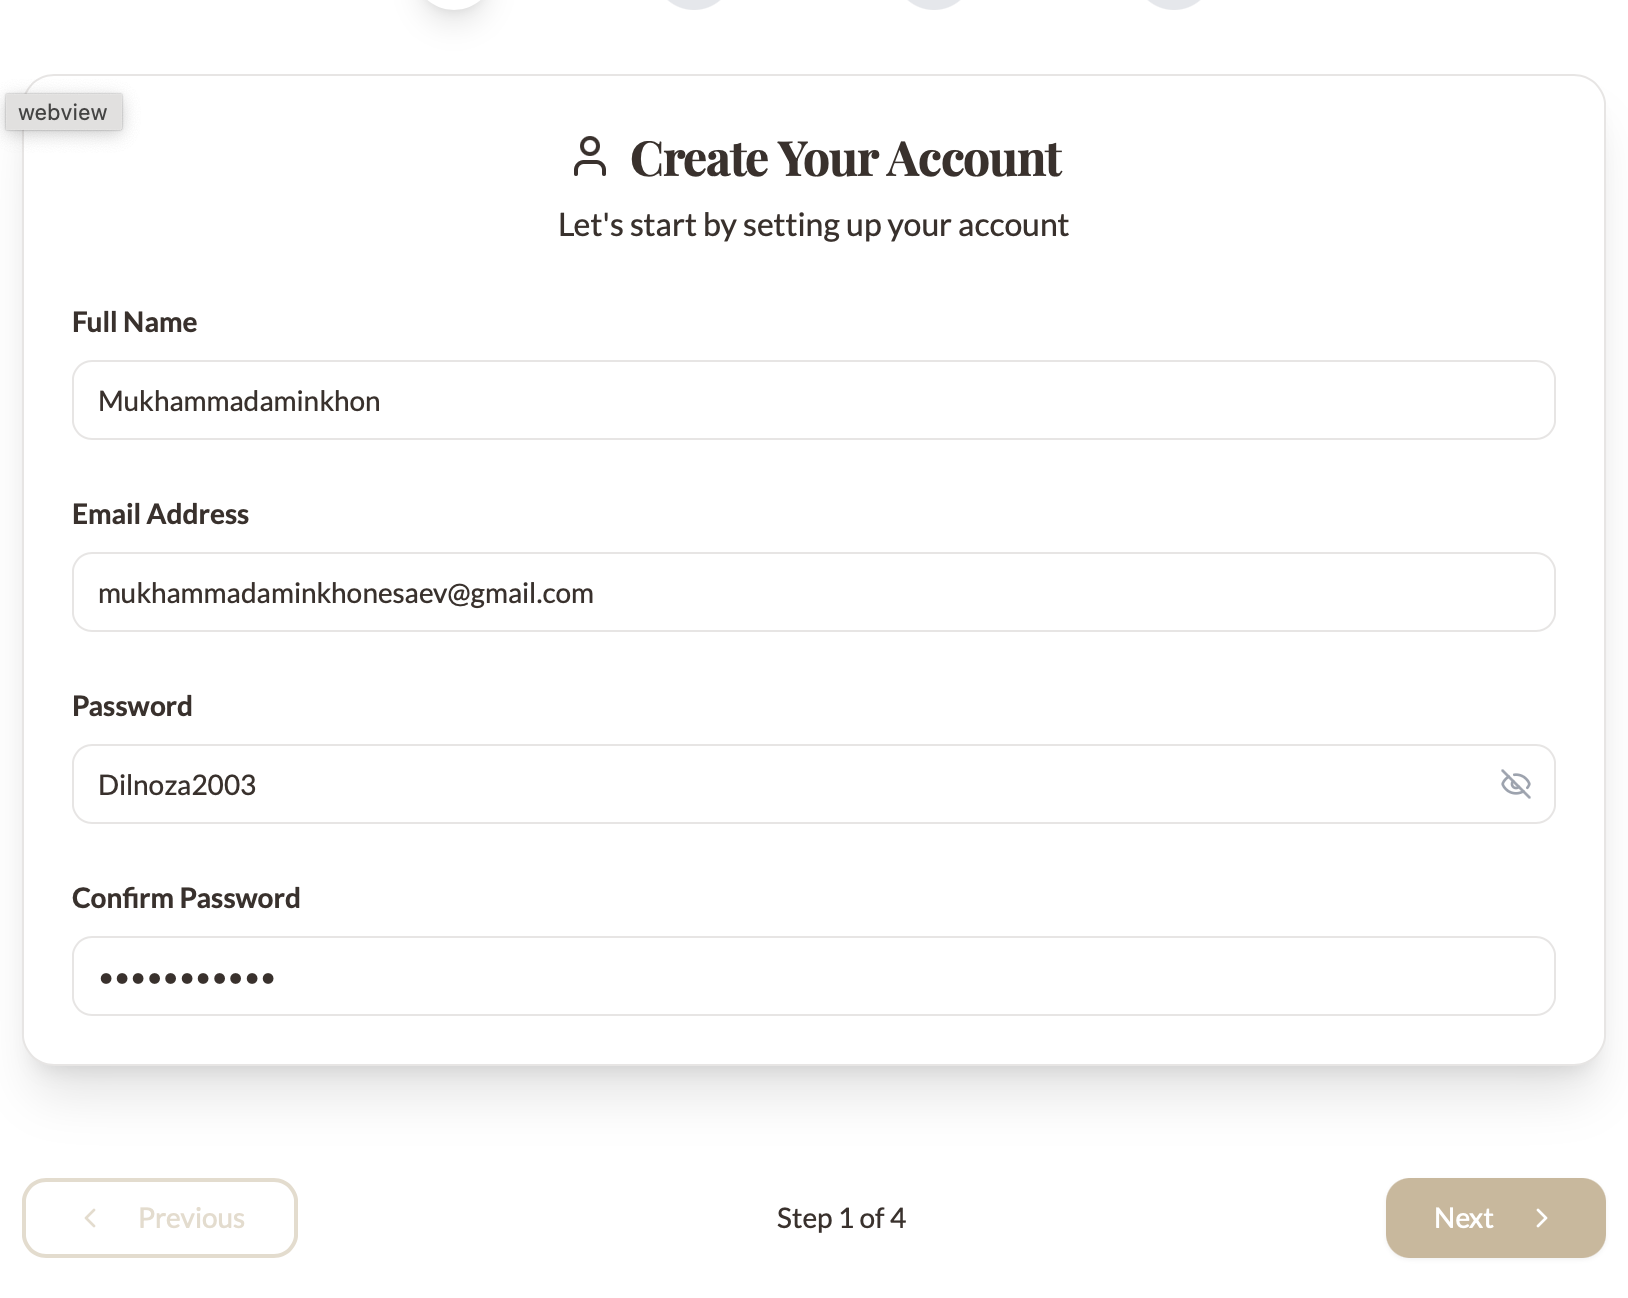 webview
Create Your Account
Let's start by setting up your account
Full Name
Mukhammadaminkhon
Email Address
mukhammadaminkhonesaev@gmail.com
Password
Dilnoza2003
Confirm Password
•••••••••••
Previous
Step 1 of 4
Next